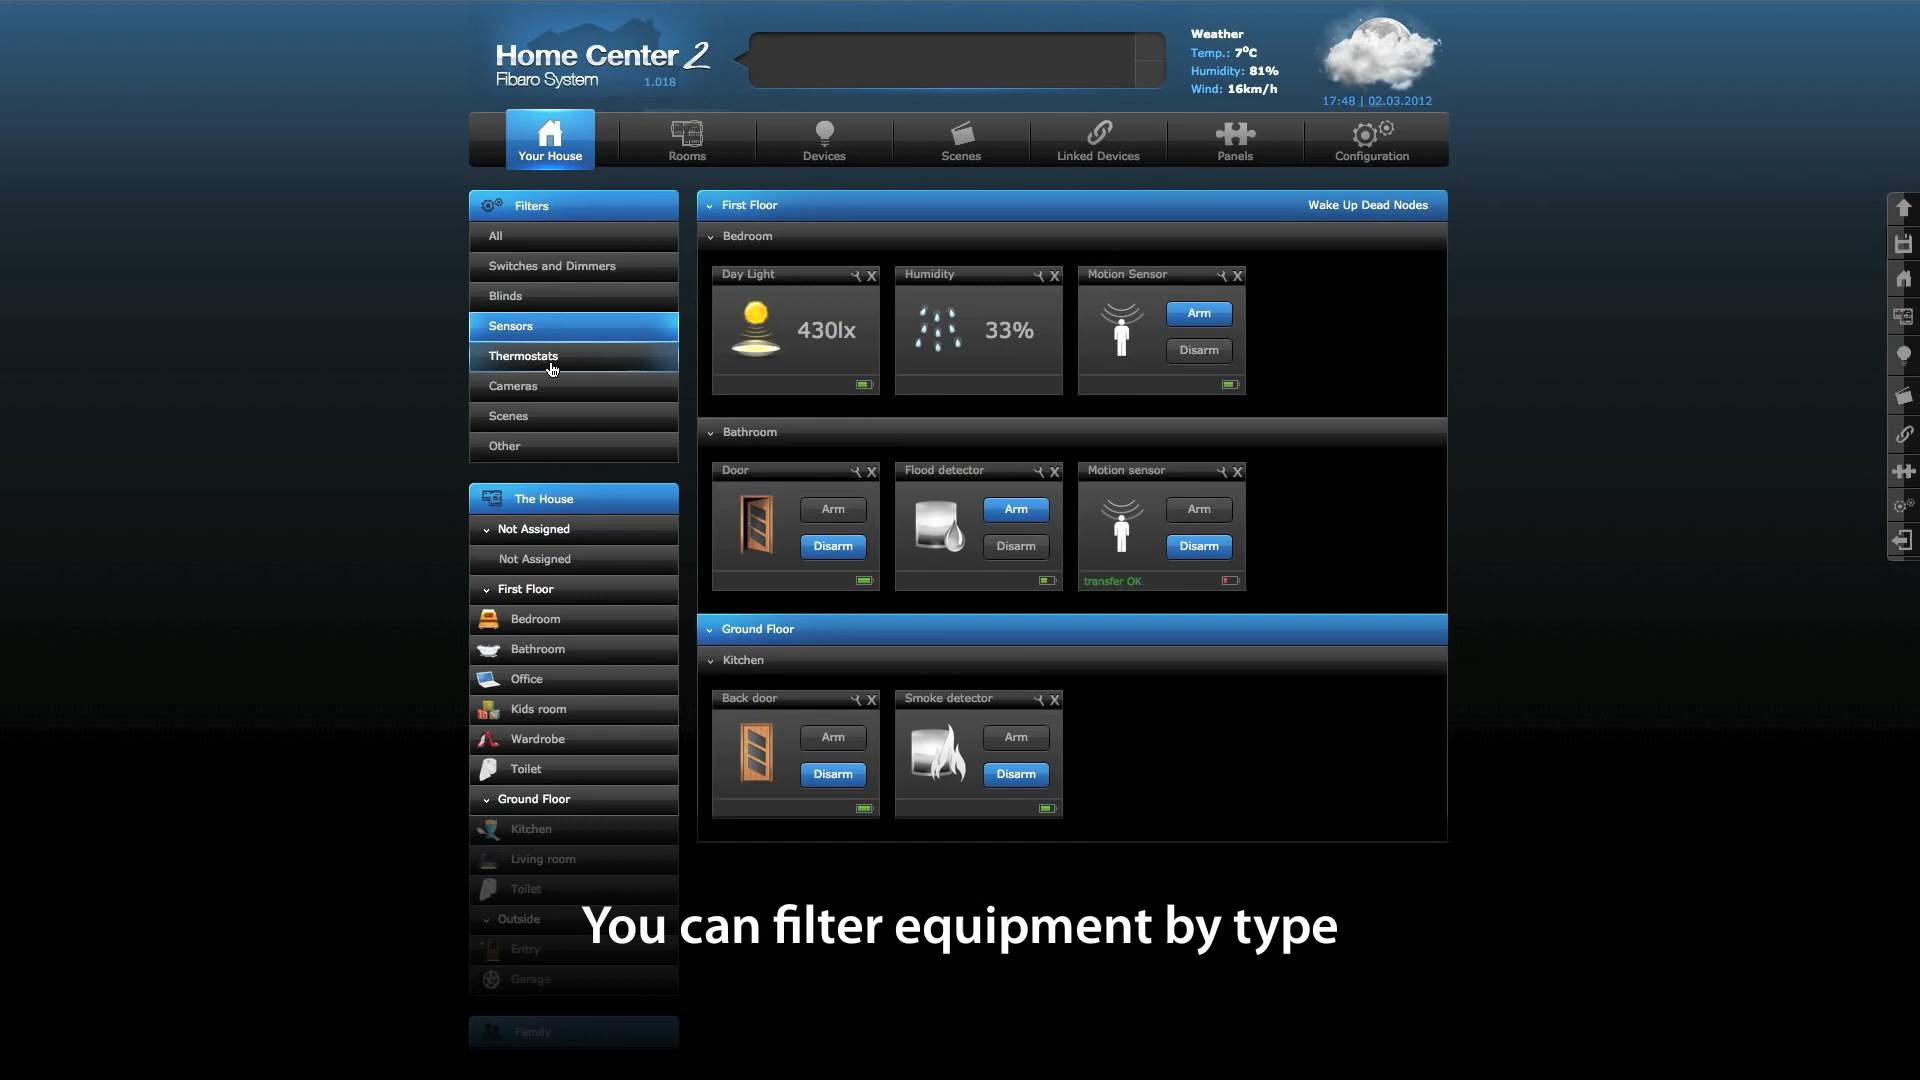 Home Center 2
Fibaro System
1.018
Weather
Temp.: 7°C
Humidity: 81%
Wind: 16km/h
17:48 | 02.03.2012
Your House
Rooms
Devices
Scenes
Linked Devices
Panels
Configuration
Filters
All
Switches and Dimmers
Blinds
Sensors
Thermostats
Cameras
Scenes
Other
The House
Not Assigned
Not Assigned
First Floor
Bedroom
Bathroom
Office
Kids room
Wardrobe
Toilet
Ground Floor
Kitchen
Living room
Toilet
Outside
Entry
Garage
Family
First Floor
Wake Up Dead Nodes
Bedroom
Day Light
430lx
Humidity
33%
Motion Sensor
Arm
Disarm
Bathroom
Door
Arm
Disarm
Flood detector
Arm
Disarm
Motion sensor
Arm
Disarm
transfer OK
Ground Floor
Kitchen
Back door
Arm
Disarm
Smoke detector
Arm
Disarm
You can filter equipment by type